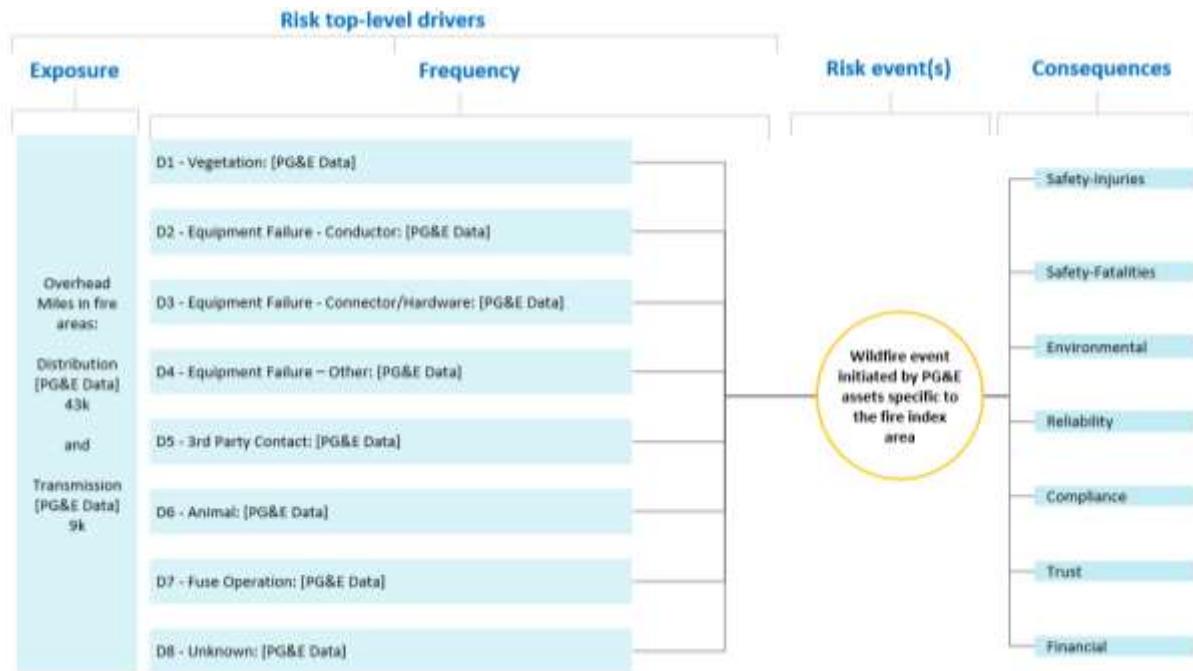 Risk top-level drivers
Exposure
Frequency
Risk event(s)
Consequences
Overhead
Miles in fire
areas:
Distribution
[PG&E Data]
43k
and
Transmission
[PG&E Data]
9k
D1 - Vegetation: [PG&E Data]
D2 - Equipment Failure - Conductor: [PG&E Data]
D3 - Equipment Failure - Connector/Hardware: [PG&E Data]
D4 - Equipment Failure – Other: [PG&E Data]
D5 - 3rd Party Contact: [PG&E Data]
D6 - Animal: [PG&E Data]
D7 - Fuse Operation: [PG&E Data]
D8 - Unknown: [PG&E Data]
Wildfire event
initiated by PG&E
assets specific to
the fire index
area
Safety-Injuries
Safety-Fatalities
Environmental
Reliability
Compliance
Trust
Financial